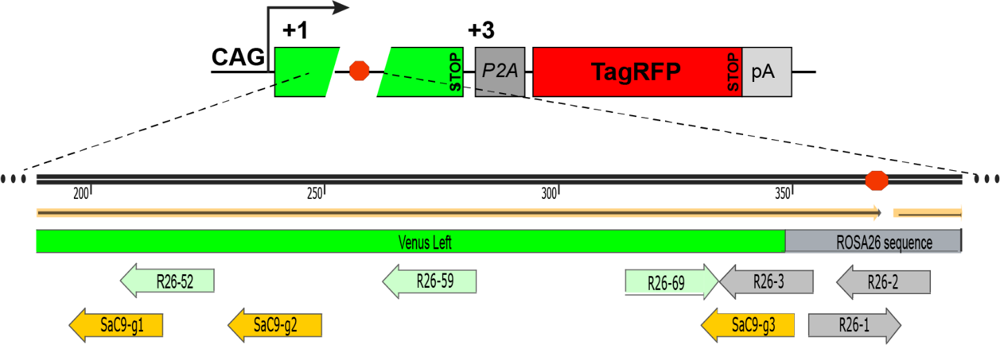 +1
+3
CAG
STOP
P2A
TagRFP
STOP
pA
200
250
300
350
Venus Left
ROSA26 sequence
R26-52
R26-59
R26-69
R26-3
R26-2
SaC9-g1
SaC9-g2
SaC9-g3
R26-1